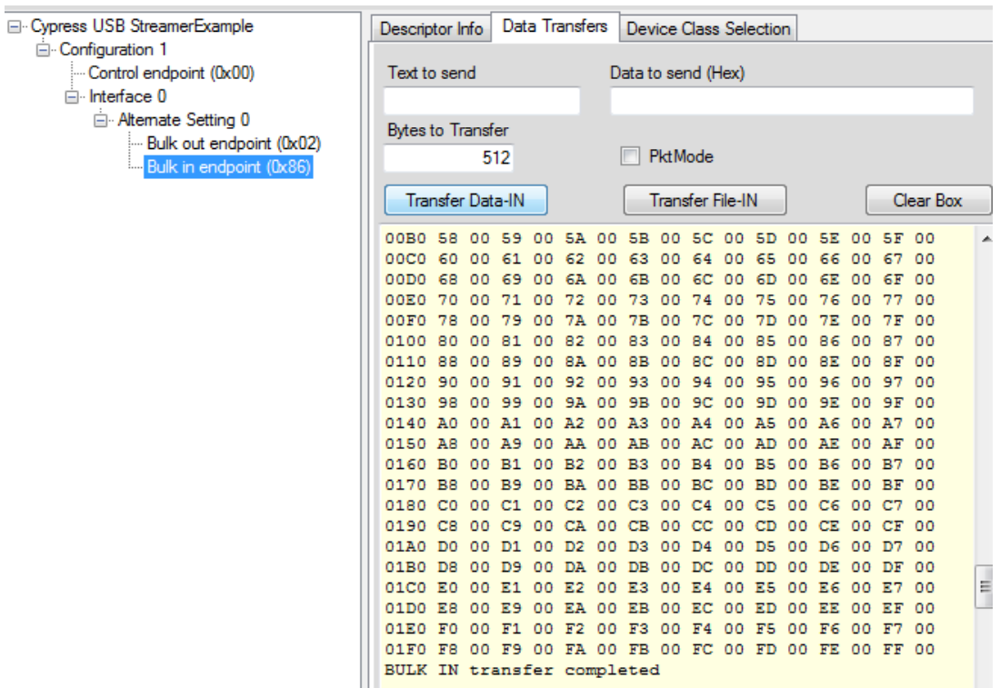 Cypress USB StreamerExample
Configuration 1
Control endpoint (0x00)
Interface 0
Alternate Setting 0
Bulk out endpoint (0x02)
Bulk in endpoint (0x86)
Descriptor Info Data Transfers Device Class Selection
Text to send Data to send (Hex)
Bytes to Transfer
512 PktMode
Transfer Data-IN Transfer File-IN Clear Box
00B0 58 00 59 00 5A 00 5B 00 5C 00 5D 00 5E 00 5F 00
00C0 60 00 61 00 62 00 63 00 64 00 65 00 66 00 67 00
00D0 68 00 69 00 6A 00 6B 00 6C 00 6D 00 6E 00 6F 00
00E0 70 00 71 00 72 00 73 00 74 00 75 00 76 00 77 00
00F0 78 00 79 00 7A 00 7B 00 7C 00 7D 00 7E 00 7F 00
0100 80 00 81 00 82 00 83 00 84 00 85 00 86 00 87 00
0110 88 00 89 00 8A 00 8B 00 8C 00 8D 00 8E 00 8F 00
0120 90 00 91 00 92 00 93 00 94 00 95 00 96 00 97 00
0130 98 00 99 00 9A 00 9B 00 9C 00 9D 00 9E 00 9F 00
0140 A0 00 A1 00 A2 00 A3 00 A4 00 A5 00 A6 00 A7 00
0150 A8 00 A9 00 AA 00 AB 00 AC 00 AD 00 AE 00 AF 00
0160 B0 00 B1 00 B2 00 B3 00 B4 00 B5 00 B6 00 B7 00
0170 B8 00 B9 00 BA 00 BB 00 BC 00 BD 00 BE 00 BF 00
0180 C0 00 C1 00 C2 00 C3 00 C4 00 C5 00 C6 00 C7 00
0190 C8 00 C9 00 CA 00 CB 00 CC 00 CD 00 CE 00 CF 00
01A0 D0 00 D1 00 D2 00 D3 00 D4 00 D5 00 D6 00 D7 00
01B0 D8 00 D9 00 DA 00 DB 00 DC 00 DD 00 DE 00 DF 00
01C0 E0 00 E1 00 E2 00 E3 00 E4 00 E5 00 E6 00 E7 00
01D0 E8 00 E9 00 EA 00 EB 00 EC 00 ED 00 EE 00 EF 00
01E0 F0 00 F1 00 F2 00 F3 00 F4 00 F5 00 F6 00 F7 00
01F0 F8 00 F9 00 FA 00 FB 00 FC 00 FD 00 FE 00 FF 00
BULK IN transfer completed